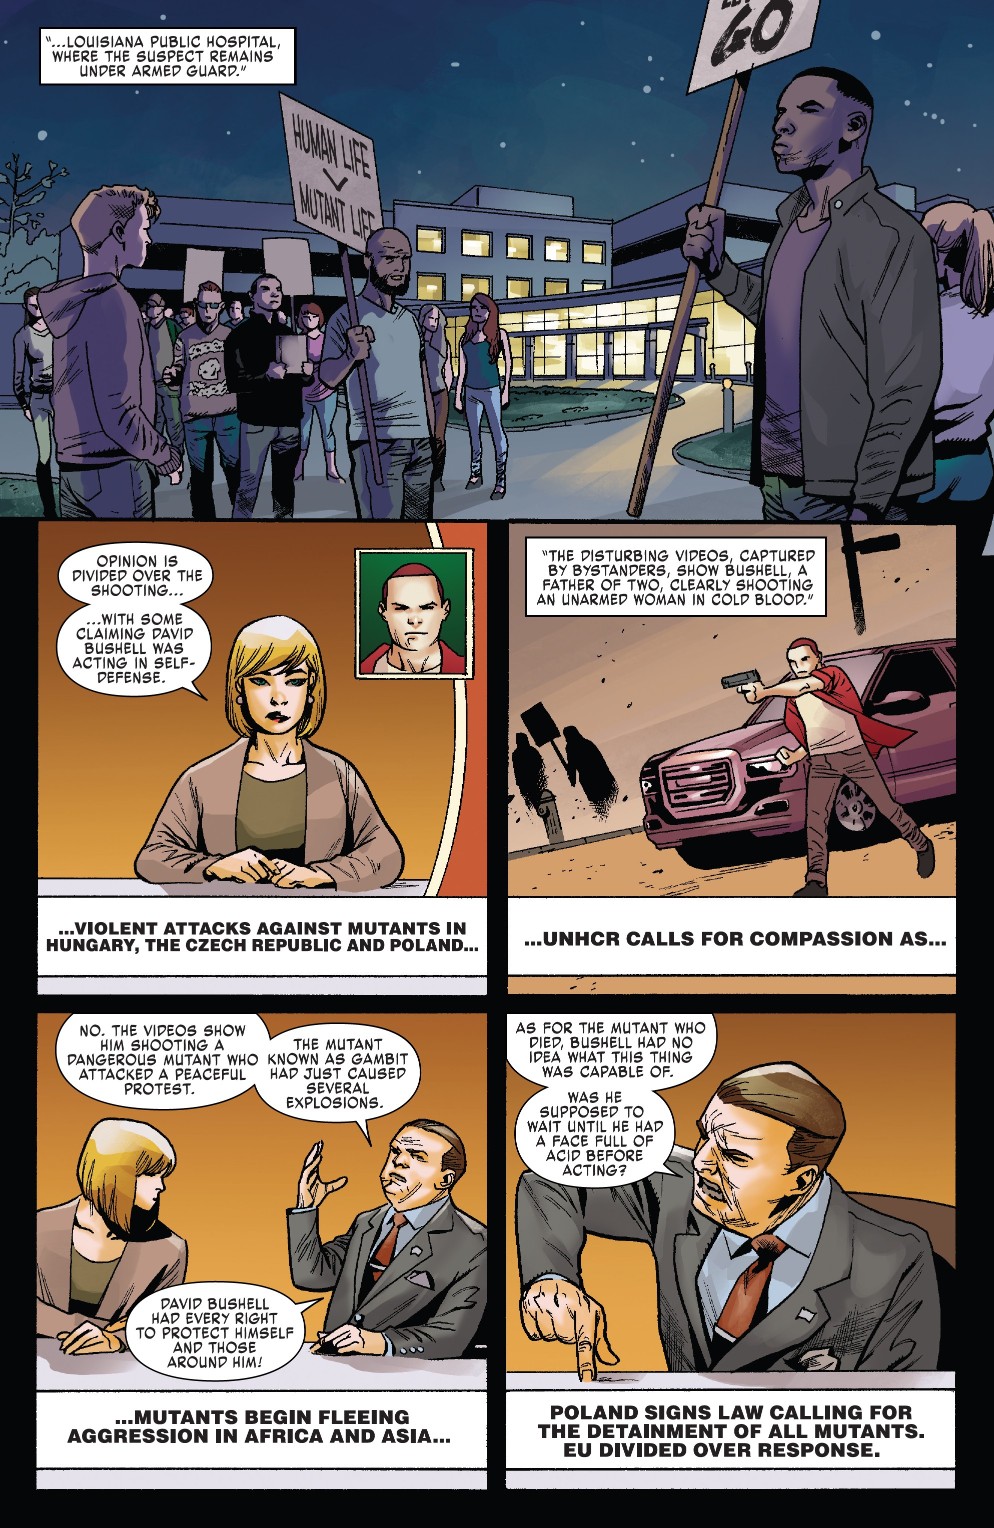 "...LOUISIANA PUBLIC HOSPITAL,
WHERE THE SUSPECT REMAINS
UNDER ARMED GUARD."
GO
HUMAN LIFE
>
MUTANT LIFE
OPINION IS
DIVIDED OVER THE
SHOOTING...
...WITH SOME
CLAIMING DAVID
BUSHELL WAS
ACTING IN SELF-
DEFENSE.
...VIOLENT ATTACKS AGAINST MUTANTS IN
HUNGARY, THE CZECH REPUBLIC AND POLAND...
"THE DISTURBING VIDEOS, CAPTURED
BY BYSTANDERS, SHOW BUSHELL, A
FATHER OF TWO, CLEARLY SHOOTING
AN UNARMED WOMAN IN COLD BLOOD."
...UNHCR CALLS FOR COMPASSION AS...
NO. THE VIDEOS SHOW
HIM SHOOTING A
DANGEROUS MUTANT WHO
ATTACKED A PEACEFUL
PROTEST.
THE MUTANT
KNOWN AS GAMBIT
HAD JUST CAUSED
SEVERAL
EXPLOSIONS.
DAVID BUSHELL
HAD EVERY RIGHT
TO PROTECT HIMSELF
AND THOSE
AROUND HIM!
...MUTANTS BEGIN FLEEING
AGGRESSION IN AFRICA AND ASIA...
AS FOR THE MUTANT WHO
DIED, BUSHELL HAD NO
IDEA WHAT THIS THING
WAS CAPABLE OF.
WAS HE
SUPPOSED TO
WAIT UNTIL HE HAD
A FACE FULL OF
ACID BEFORE
ACTING?
POLAND SIGNS LAW CALLING FOR
THE DETAINMENT OF ALL MUTANTS.
EU DIVIDED OVER RESPONSE.